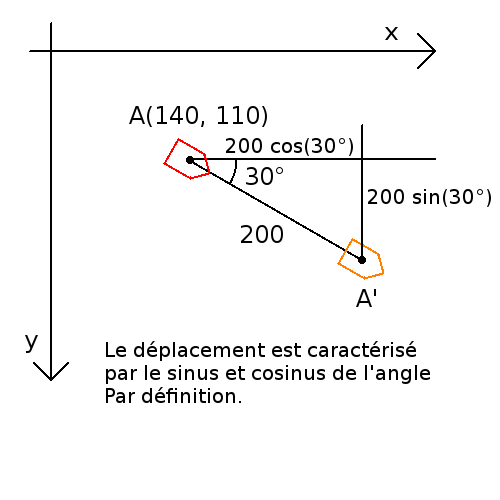 x
A(140, 110)
200 cos(30°)
30°
200 sin(30°)
200
A'
y
Le déplacement est caractérisé
par le sinus et cosinus de l'angle
Par définition.